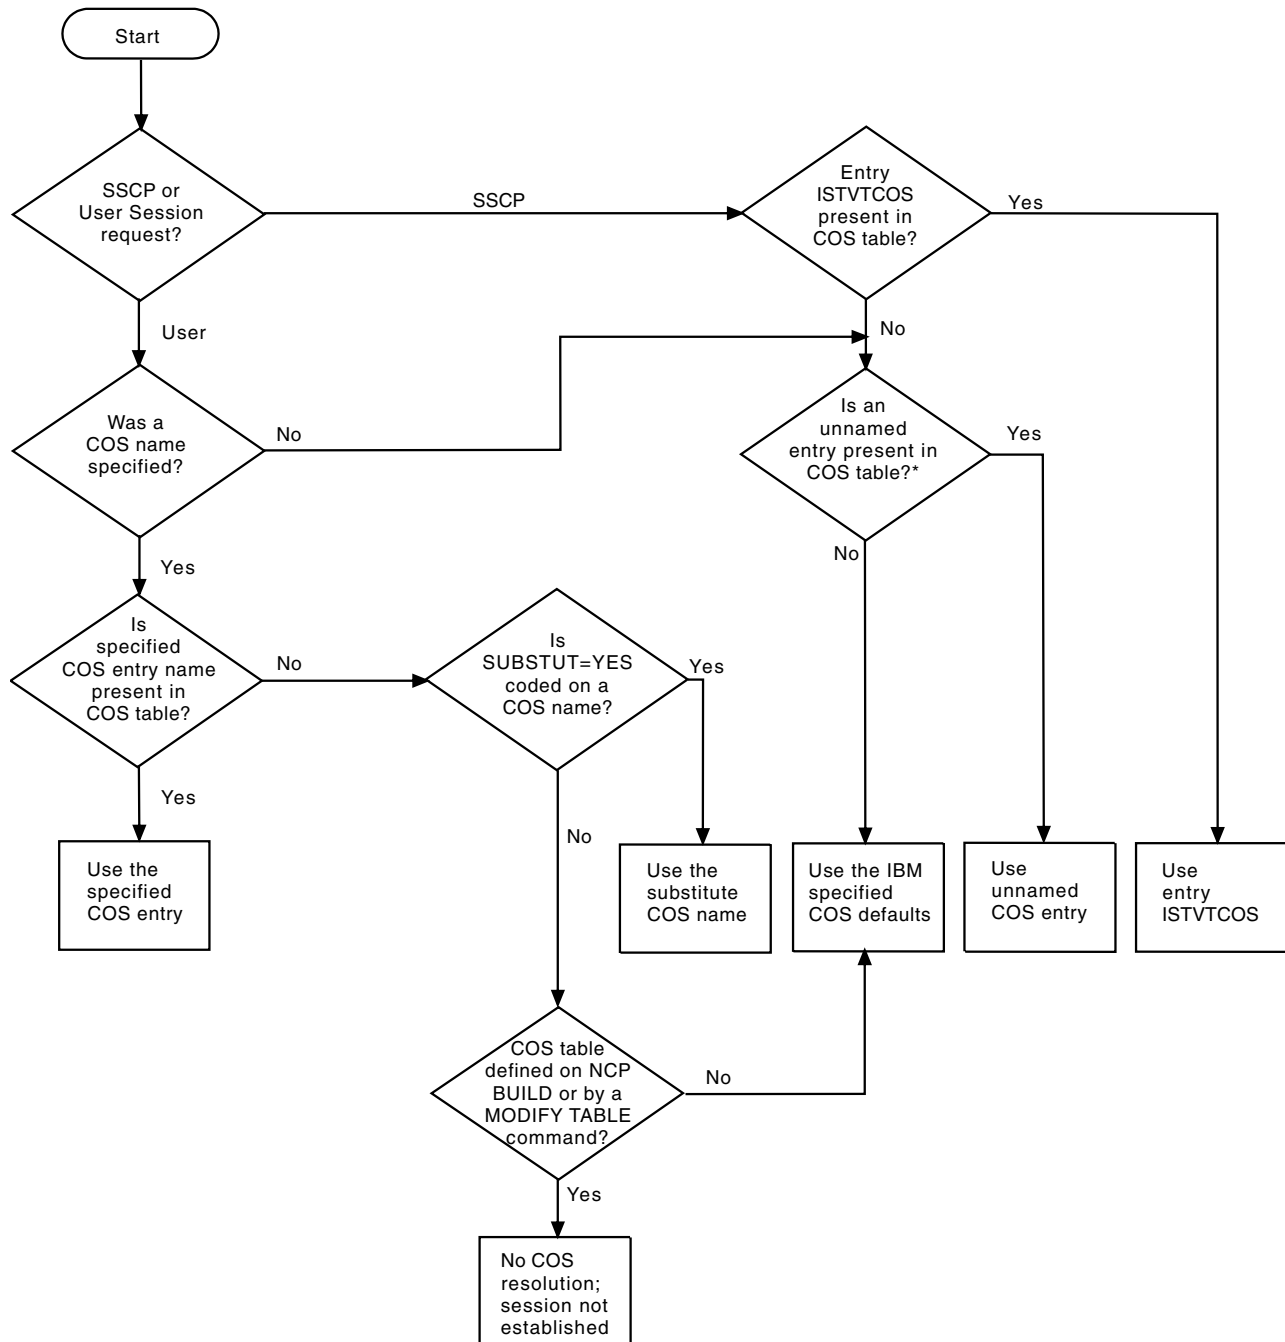 Start
SSCP or
User Session
request?
SSCP
Entry
ISTVTCOS
present in
COS table?
Yes
User
No
Was a
COS name
specified?
No
Is an
unnamed
entry present in
COS table?*
Yes
Yes
No
Is
specified
COS entry name
present in
COS table?
No
Is
SUBSTUT=YES
coded on a
COS name?
Yes
Yes
No
Use the
specified
COS entry
Use the
substitute
COS name
Use the IBM
specified
COS defaults
Use
unnamed
COS entry
Use
entry
ISTVTCOS
COS table
defined on NCP
BUILD or by a
MODIFY TABLE
command?
No
Yes
No COS
resolution;
session not
established